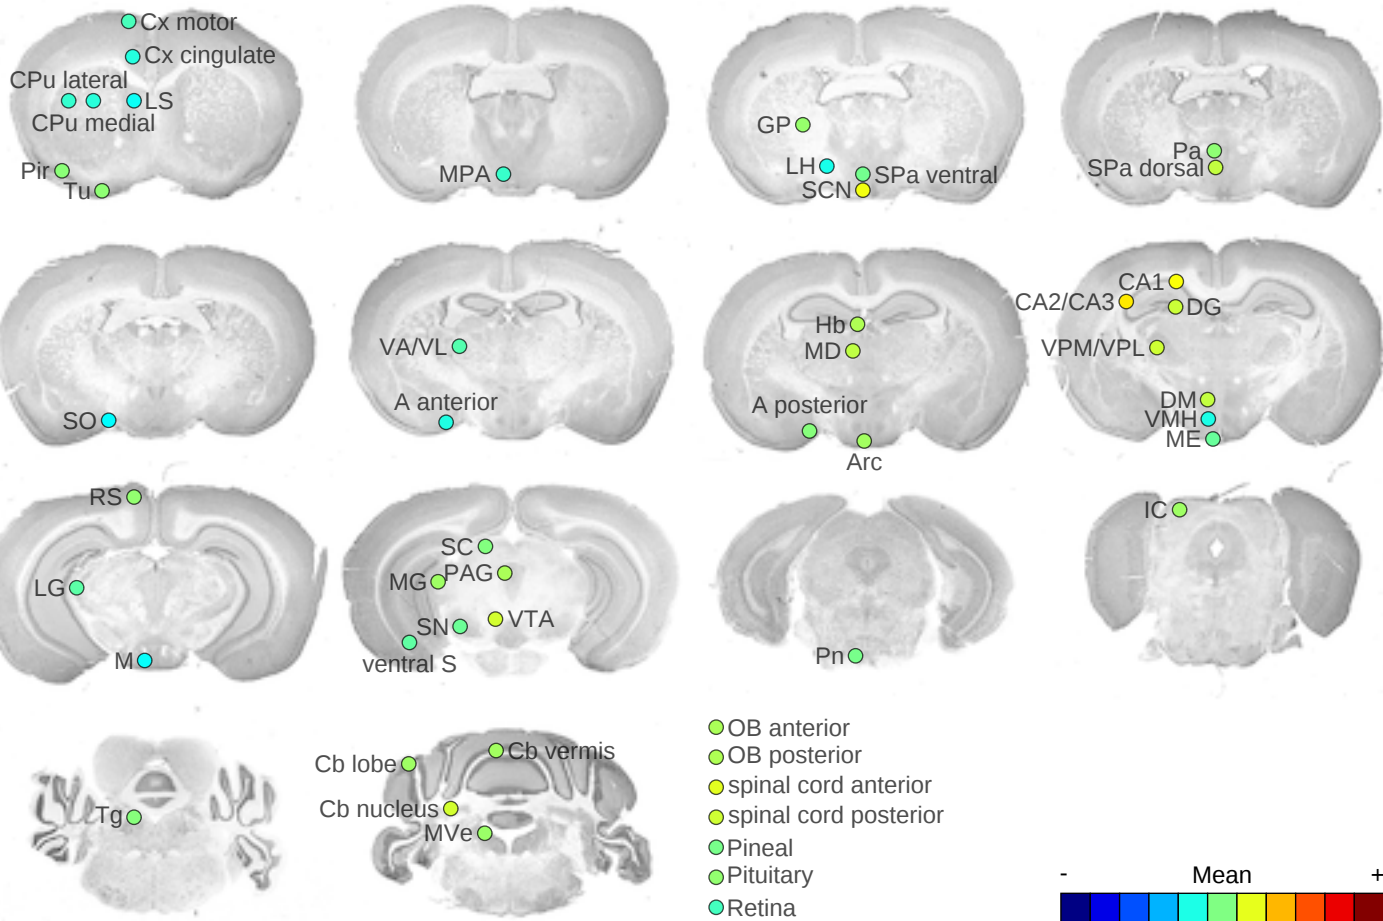 Cx motor
Cx cingulate
CPu lateral
LS
CPu medial
Pir
Tu
MPA
GP
LH
SPa ventral
SCN
Pa
SPa dorsal
SO
VA/VL
A anterior
Hb
MD
A posterior
Arc
CA1
CA2/CA3
DG
VPM/VPL
DM
VMH
ME
RS
LG
M
SC
MG
PAG
SN
VTA
ventral S
Pn
IC
Tg
Cb vermis
Cb lobe
Cb nucleus
MVe
OB anterior
OB posterior
spinal cord anterior
spinal cord posterior
Pineal
Pituitary
Retina
- Mean +